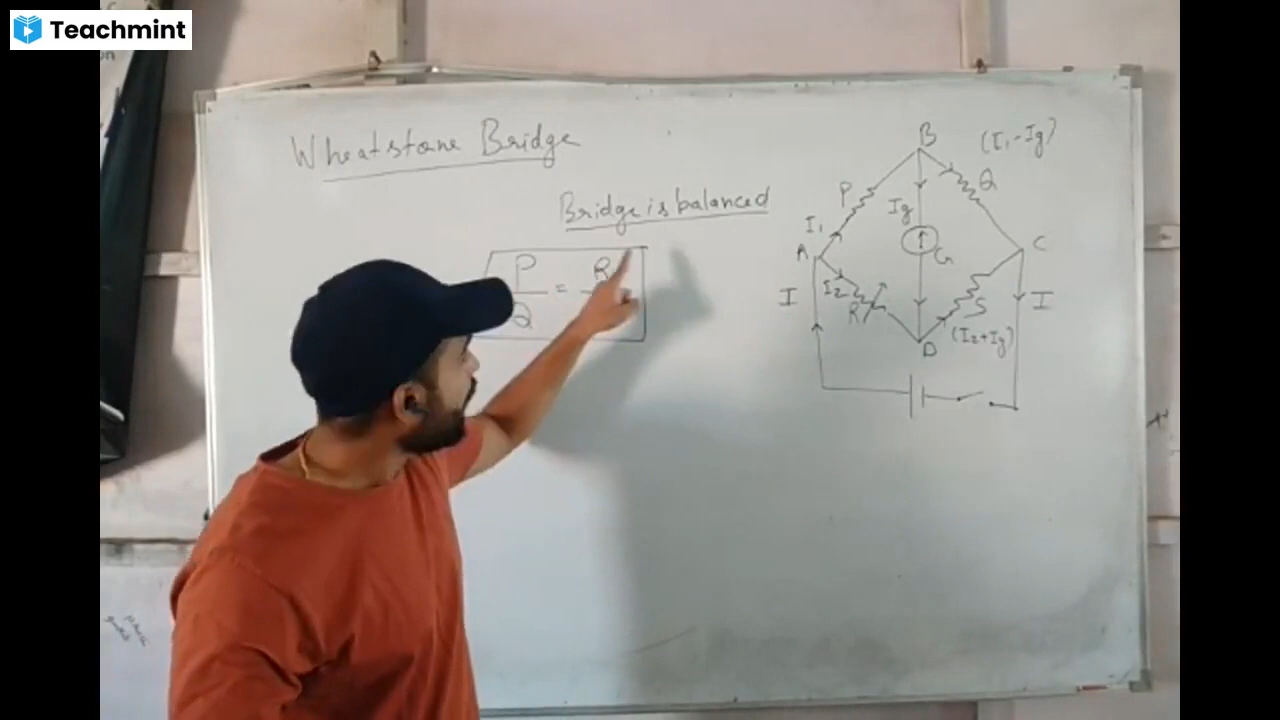 Teachmint
Wheatstone Bridge
Bridge is balanced
P
Q
=
R
B
(I1-Ig)
P
Q
Ig
I1
A
G
C
I
I2
R
S
I
D
(I2+Ig)